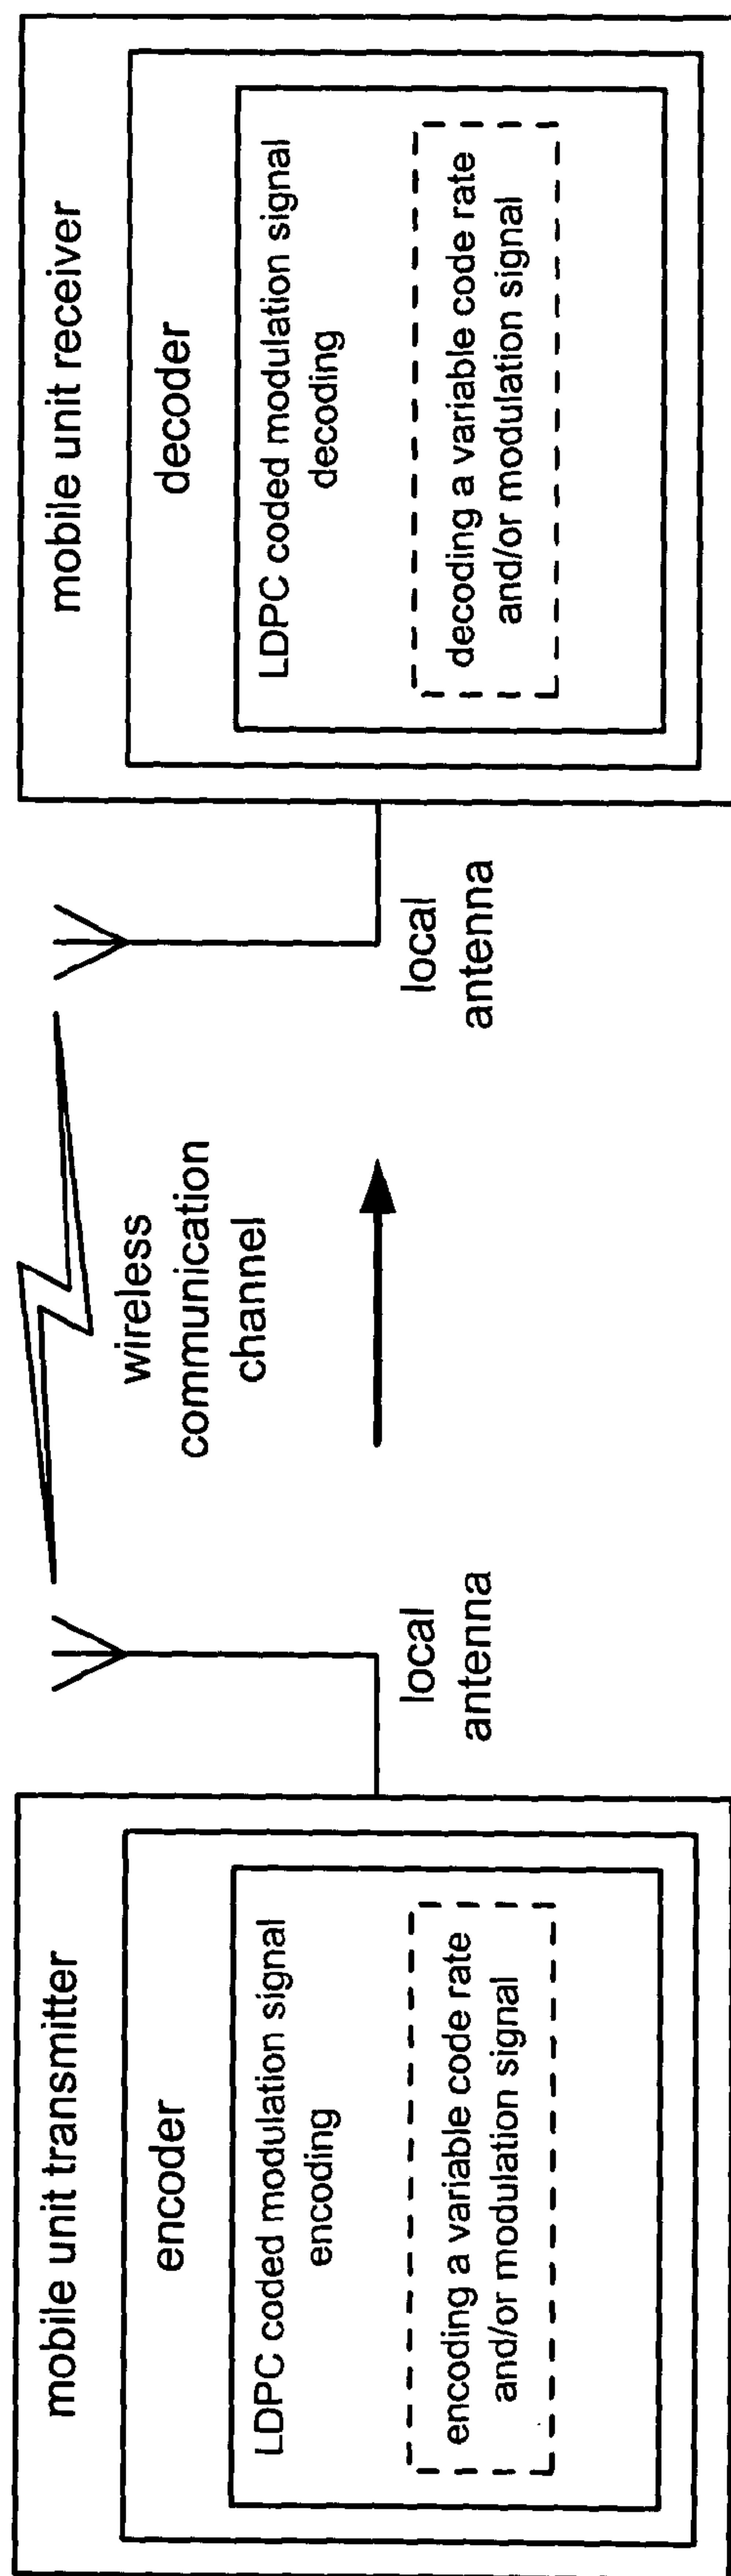 mobile unit transmitter
encoder
LDPC coded modulation signal
encoding
encoding a variable code rate
and/or modulation signal
local
antenna
wireless
communication
channel
local
antenna
mobile unit receiver
decoder
LDPC coded modulation signal
decoding
decoding a variable code rate
and/or modulation signal